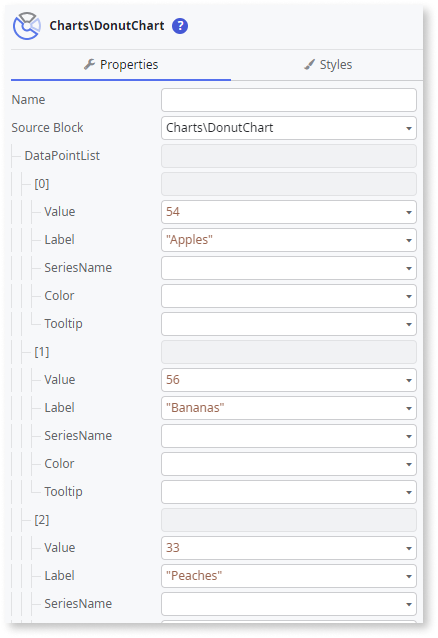 Charts\DonutChart ?
Properties Styles
Name
Source Block Charts\DonutChart
DataPointList
[0]
Value 54
Label "Apples"
SeriesName
Color
Tooltip
[1]
Value 56
Label "Bananas"
SeriesName
Color
Tooltip
[2]
Value 33
Label "Peaches"
SeriesName